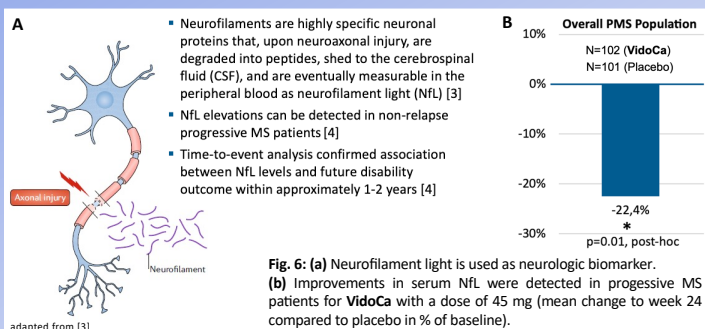 A
▪ Neurofilaments are highly specific neuronal
proteins that, upon neuroaxonal injury, are
degraded into peptides, shed to the cerebrospinal
fluid (CSF), and are eventually measurable in the
peripheral blood as neurofilament light (NfL) [3]
▪ NfL elevations can be detected in non-relapse
progressive MS patients [4]
▪ Time-to-event analysis confirmed association
between NfL levels and future disability
outcome within approximately 1-2 years [4]
Axonal injury
Neurofilament
adapted from [3]
B
Overall PMS Population
10%
N=102 (VidoCa)
N=101 (Placebo)
0%
-10%
-20%
-22,4%
*
-30%
p=0.01, post-hoc
Fig. 6: (a) Neurofilament light is used as neurologic biomarker.
(b) Improvements in serum NfL were detected in progessive MS
patients for VidoCa with a dose of 45 mg (mean change to week 24
compared to placebo in % of baseline).